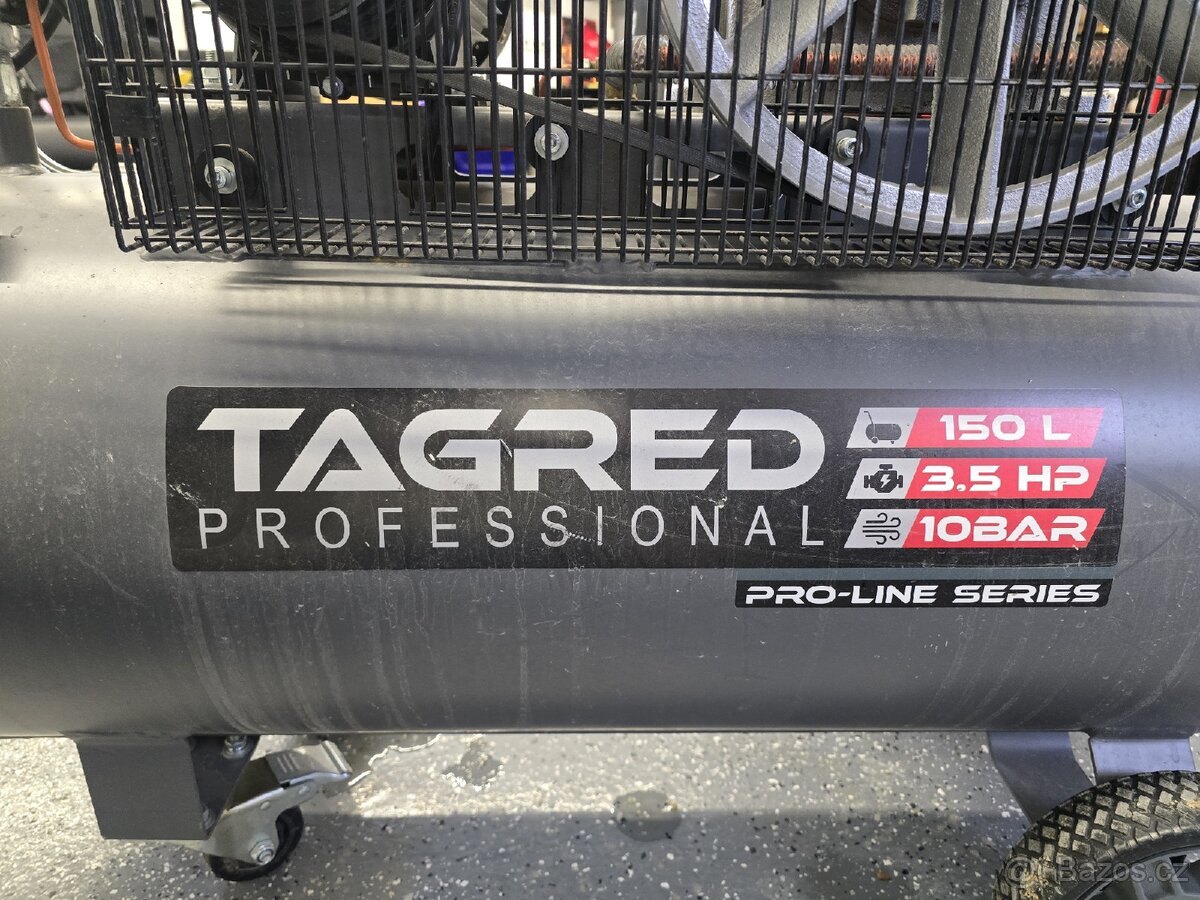 TAGRED
PROFESSIONAL
150 L
3.5 HP
10BAR
PRO-LINE SERIES
Bazos.cz